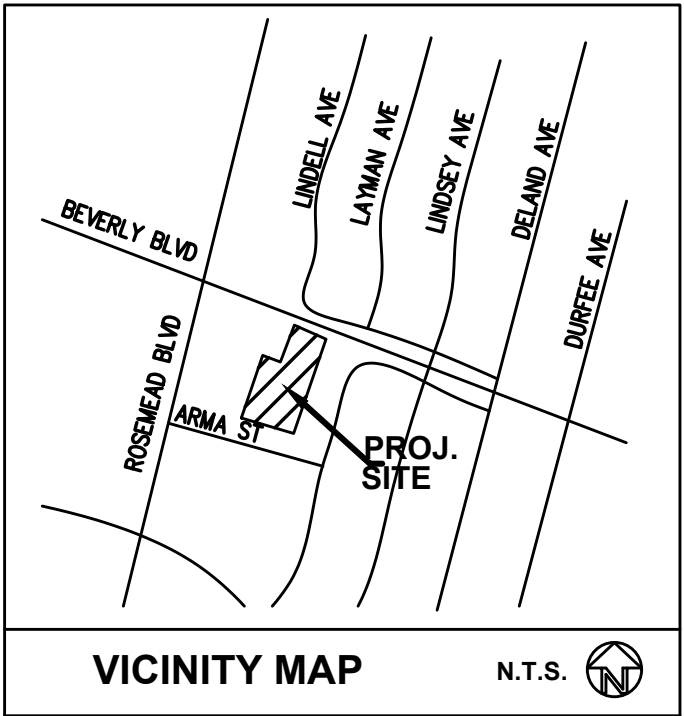 LINDELL AVE
LAYMAN AVE
LINDSEY AVE
DELAND AVE
DURFEE AVE
BEVERLY BLVD
ROSEMEAD BLVD
ARMA ST
PROJ.
SITE
VICINITY MAP
N.T.S.
N